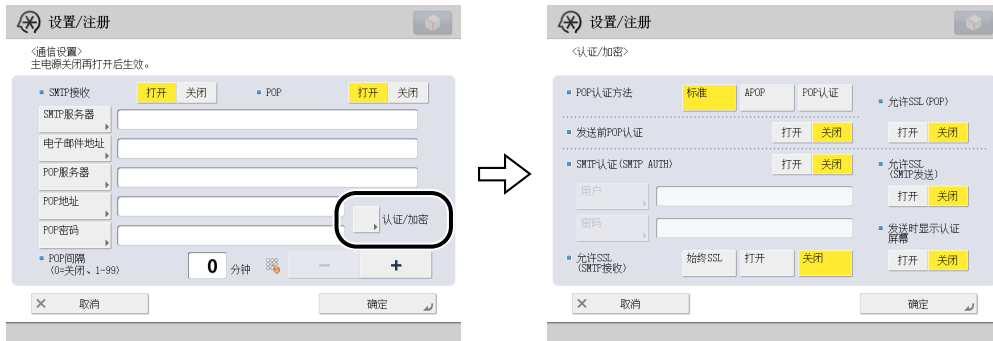 设置/注册
<通信设置>
主电源关闭再打开后生效。
SMTP接收 打开 关闭 POP 打开 关闭
SMTP服务器
电子邮件地址
POP服务器
POP地址
认证/加密
POP密码
POP间隔
(0=关闭、1-99)
0 分钟 − +
× 取消 确定
设置/注册
<认证/加密>
POP认证方法 标准 APOP POP认证
允许SSL(POP)
发送前POP认证 打开 关闭 打开 关闭
SMTP认证(SMTP AUTH) 打开 关闭
允许SSL
(SMTP发送)
用户
打开 关闭
密码
发送时显示认证
屏幕
允许SSL
(SMTP接收)
始终SSL 打开 关闭 打开 关闭
× 取消 确定